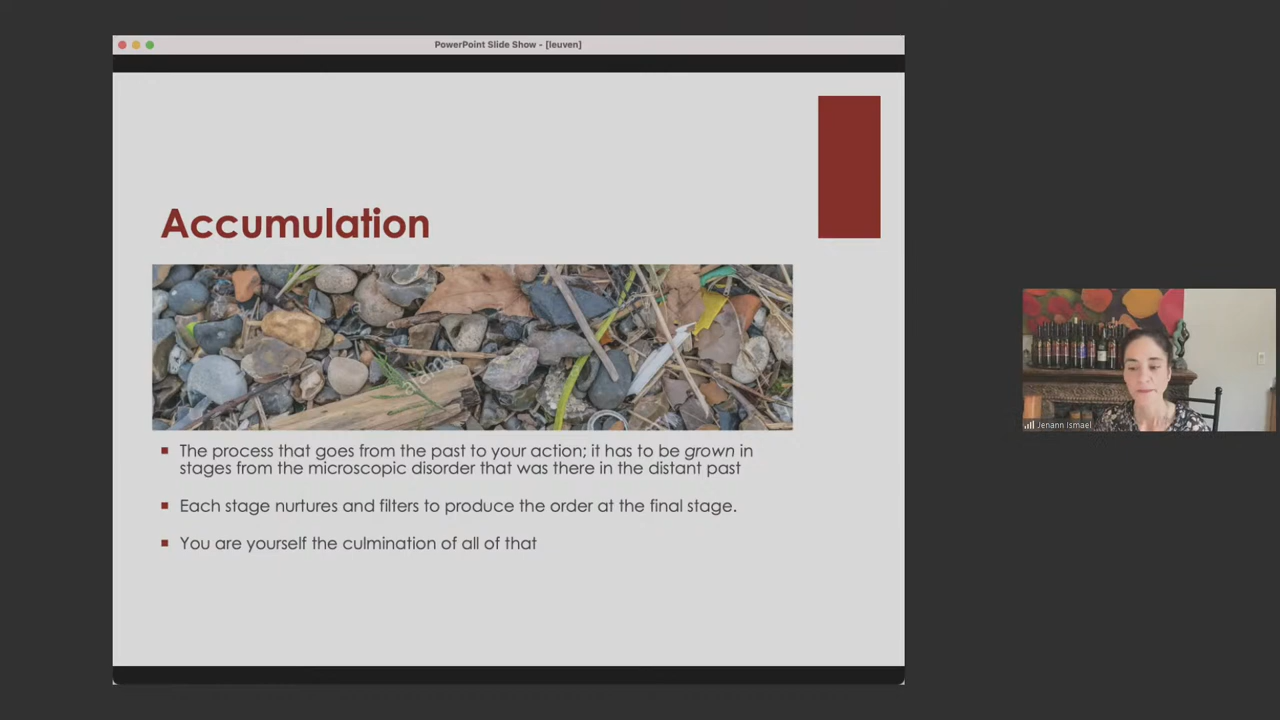 PowerPoint Slide Show - [leuven]
Accumulation
alamy
The process that goes from the past to your action; it has to be grown in
stages from the microscopic disorder that was there in the distant past
Each stage nurtures and filters to produce the order at the final stage.
You are yourself the culmination of all of that
Jenann Ismael